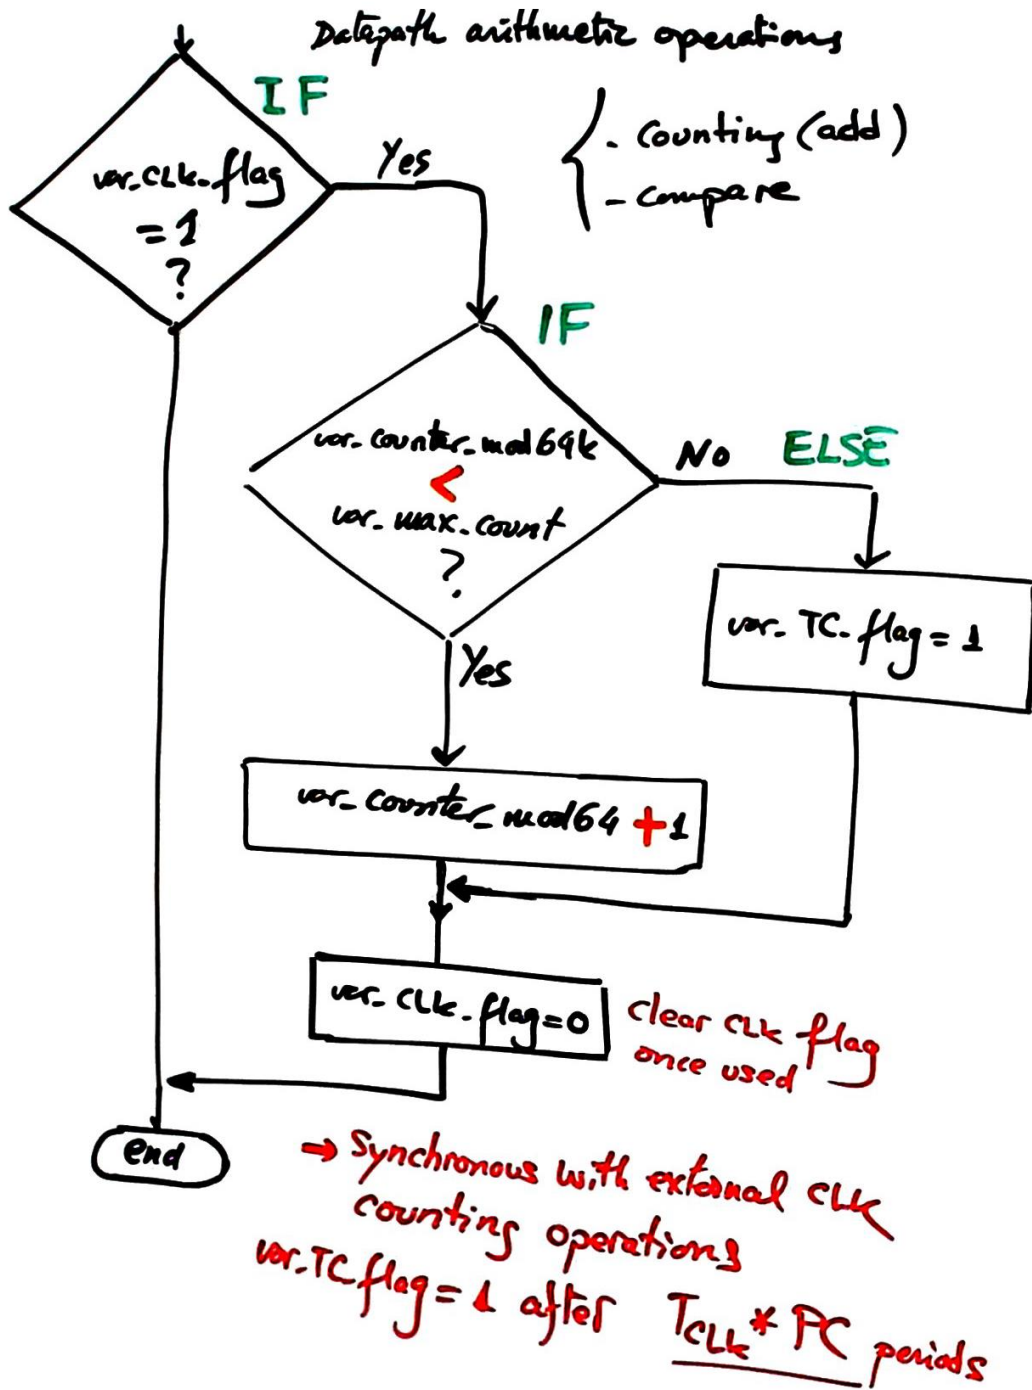 Datapath arithmetic operations
IF
- counting (add)
- compare
var_CLk_flag
= 1
?
Yes
IF
var_counter_mod64k
<
var_max_count
?
No ELSE
var_TC_flag = 1
Yes
var_counter_mod64 + 1
var_CLk_flag = 0
clear CLk flag
once used
end
→ Synchronous with external CLK
counting operations
var_TC flag = 1 after TCLk * PC periods